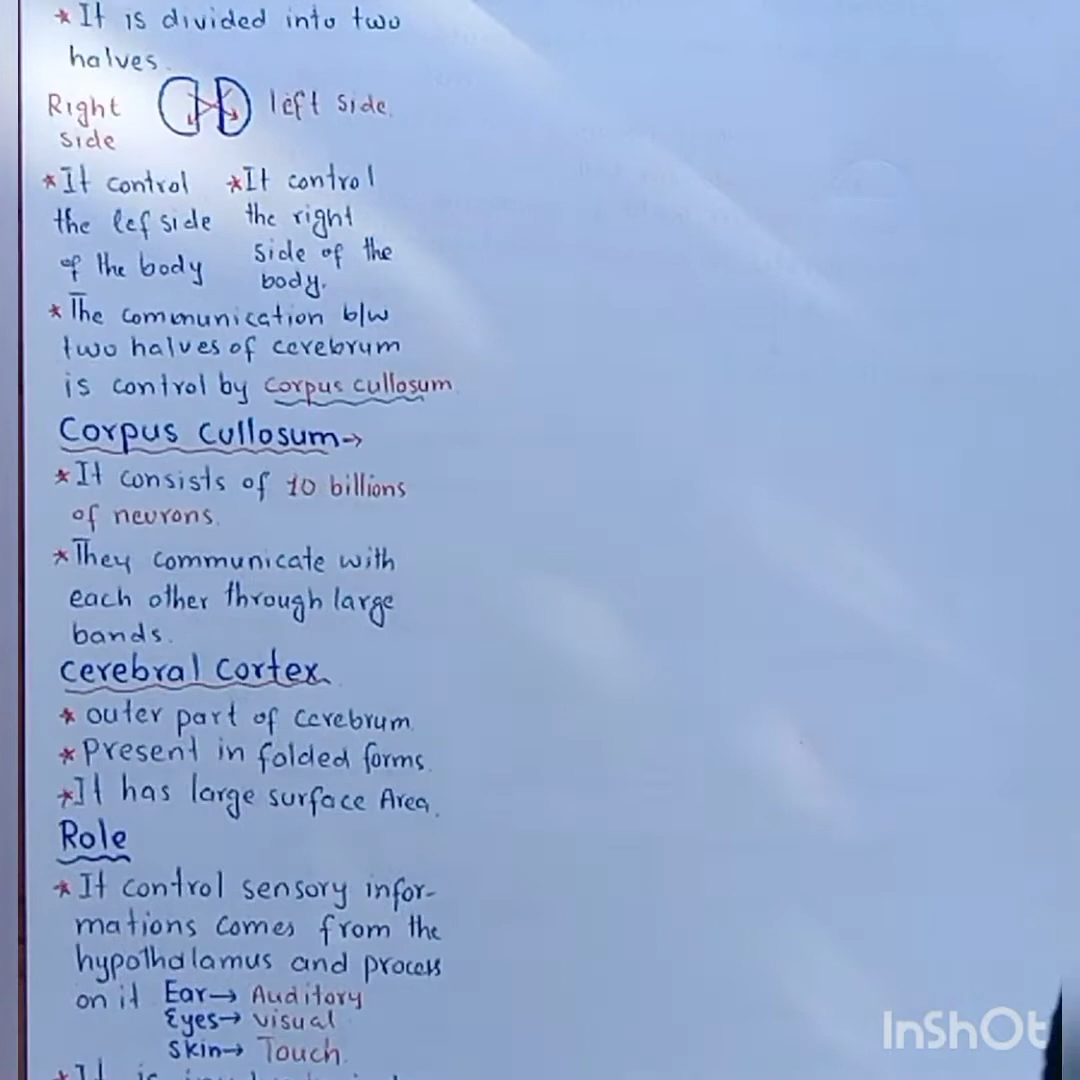 * It is divided into two
halves.
Right side
left side.
* It control
the lef side
of the body
* It control
the right
side of the
body.
* The communication b/w
two halves of cerebrum
is control by corpus cullosum
Corpus Cullosum →
* It consists of 10 billions
of neurons.
* They communicate with
each other through large
bands.
Cerebral Cortex
* outer part of cerebrum
* Present in folded forms.
* It has large surface Area.
Role
* It control sensory infor-
mations comes from the
hypothalamus and process
on it Ear → Auditory
Eyes → visual
Skin → Touch.
* It is
InShOt